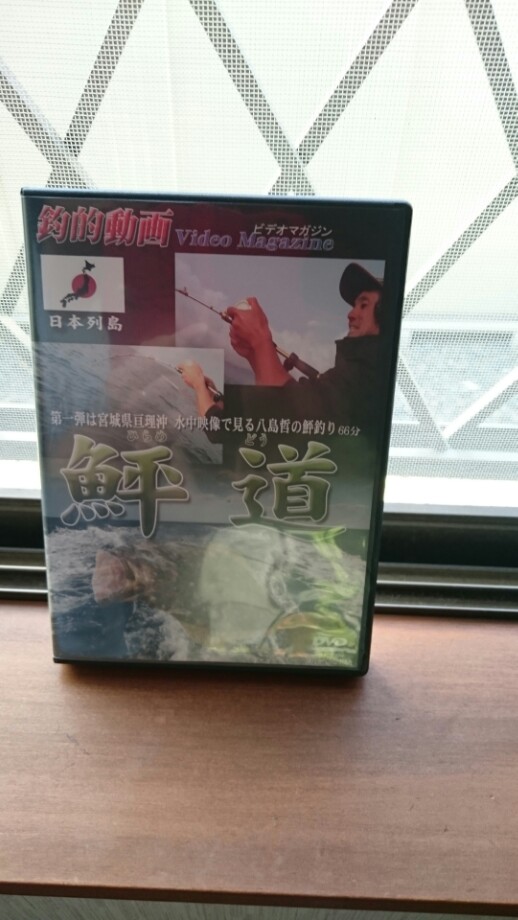 釣的動画
ビデオマガジン
Video Magazine
日本列島
第一弾は宮城県亘理沖 水中映像で見る八島哲の鮃釣り 66分
ひらめ どう
鮃 道
DVD